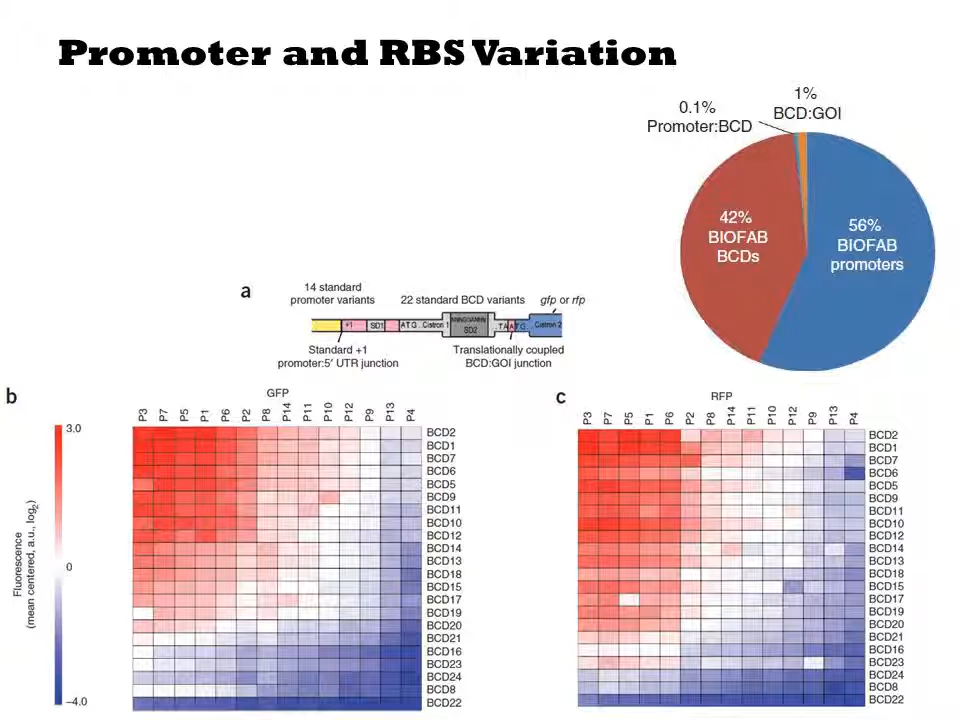 Promoter and RBS Variation
1%
BCD:GOI
0.1%
Promoter:BCD
42%
BIOFAB
BCDs
56%
BIOFAB
promoters
a
14 standard
promoter variants
22 standard BCD variants
gfp or rfp
+1
SD1
ATG...Cistron 1
SD2
...TAATG...
Cistron 2
Standard +1
promoter:5′ UTR junction
Translationally coupled
BCD:GOI junction
b
GFP
P3 P7 P5 P1 P6 P2 P8 P14 P11 P10 P12 P9 P13 P4
3.0
0
–4.0
Fluorescence
(mean centered, a.u., log2)
BCD2
BCD1
BCD7
BCD6
BCD5
BCD9
BCD11
BCD10
BCD12
BCD14
BCD13
BCD18
BCD15
BCD17
BCD19
BCD20
BCD21
BCD16
BCD23
BCD24
BCD8
BCD22
c
RFP
P3 P7 P5 P1 P6 P2 P8 P14 P11 P10 P12 P9 P13 P4
BCD2
BCD1
BCD7
BCD6
BCD5
BCD9
BCD11
BCD10
BCD12
BCD14
BCD13
BCD18
BCD15
BCD17
BCD19
BCD20
BCD21
BCD16
BCD23
BCD24
BCD8
BCD22